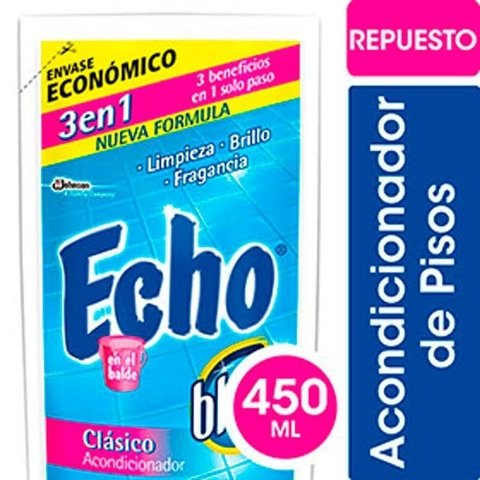 ENVASE
ECONÓMICO
3en1
3 beneficios
en 1 solo paso
NUEVA FORMULA
· Limpieza · Brillo
· Fragancia
Johnson
Echo®
en el
balde
450
ML
Clásico
Acondicionador
REPUESTO
Acondicionador
de Pisos